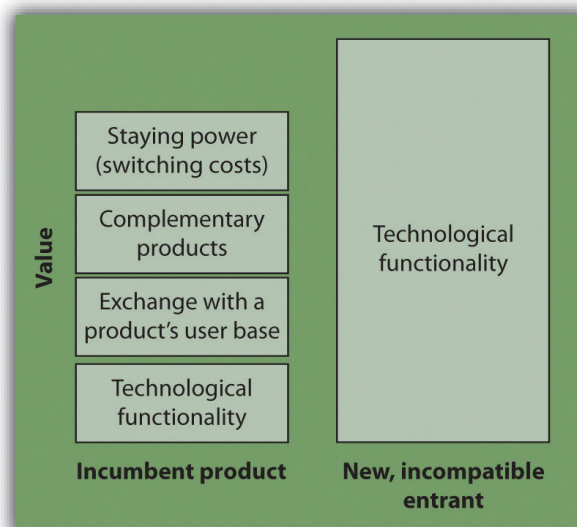 Value
Staying power
(switching costs)
Complementary
products
Exchange with a
product's user base
Technological
functionality
Incumbent product
Technological
functionality
New, incompatible
entrant